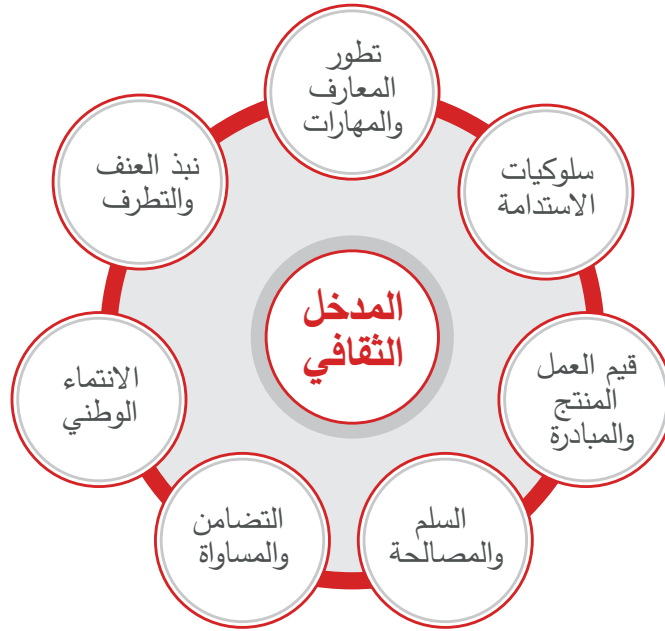 المدخل
الثقافي
تطور
المعارف
والمهارات
سلوكيات
الاستدامة
قيم العمل
المنتج
والمبادرة
السلم
والمصالحة
التضامن
والمساواة
الانتماء
الوطني
نبذ العنف
والتطرف